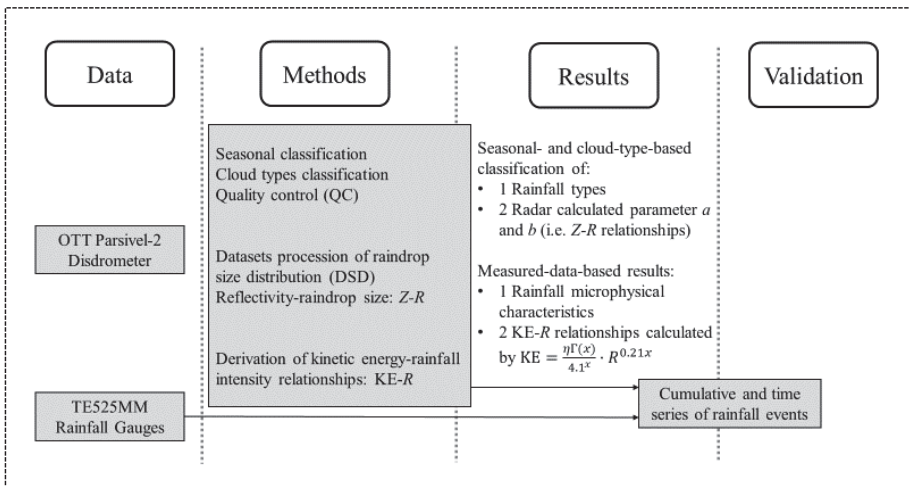 Data
Methods
Results
Validation
OTT Parsivel-2
Disdrometer
TE525MM
Rainfall Gauges
Seasonal classification
Cloud types classification
Quality control (QC)
Datasets procession of raindrop
size distribution (DSD)
Reflectivity-raindrop size: Z-R
Derivation of kinetic energy-rainfall
intensity relationships: KE-R
Seasonal- and cloud-type-based
classification of:
• 1 Rainfall types
• 2 Radar calculated parameter a
and b (i.e. Z-R relationships)
Measured-data-based results:
• 1 Rainfall microphysical
characteristics
• 2 KE-R relationships calculated
by KE = ηΓ(x)/4.1^x · R^0.21x
Cumulative and time
series of rainfall events